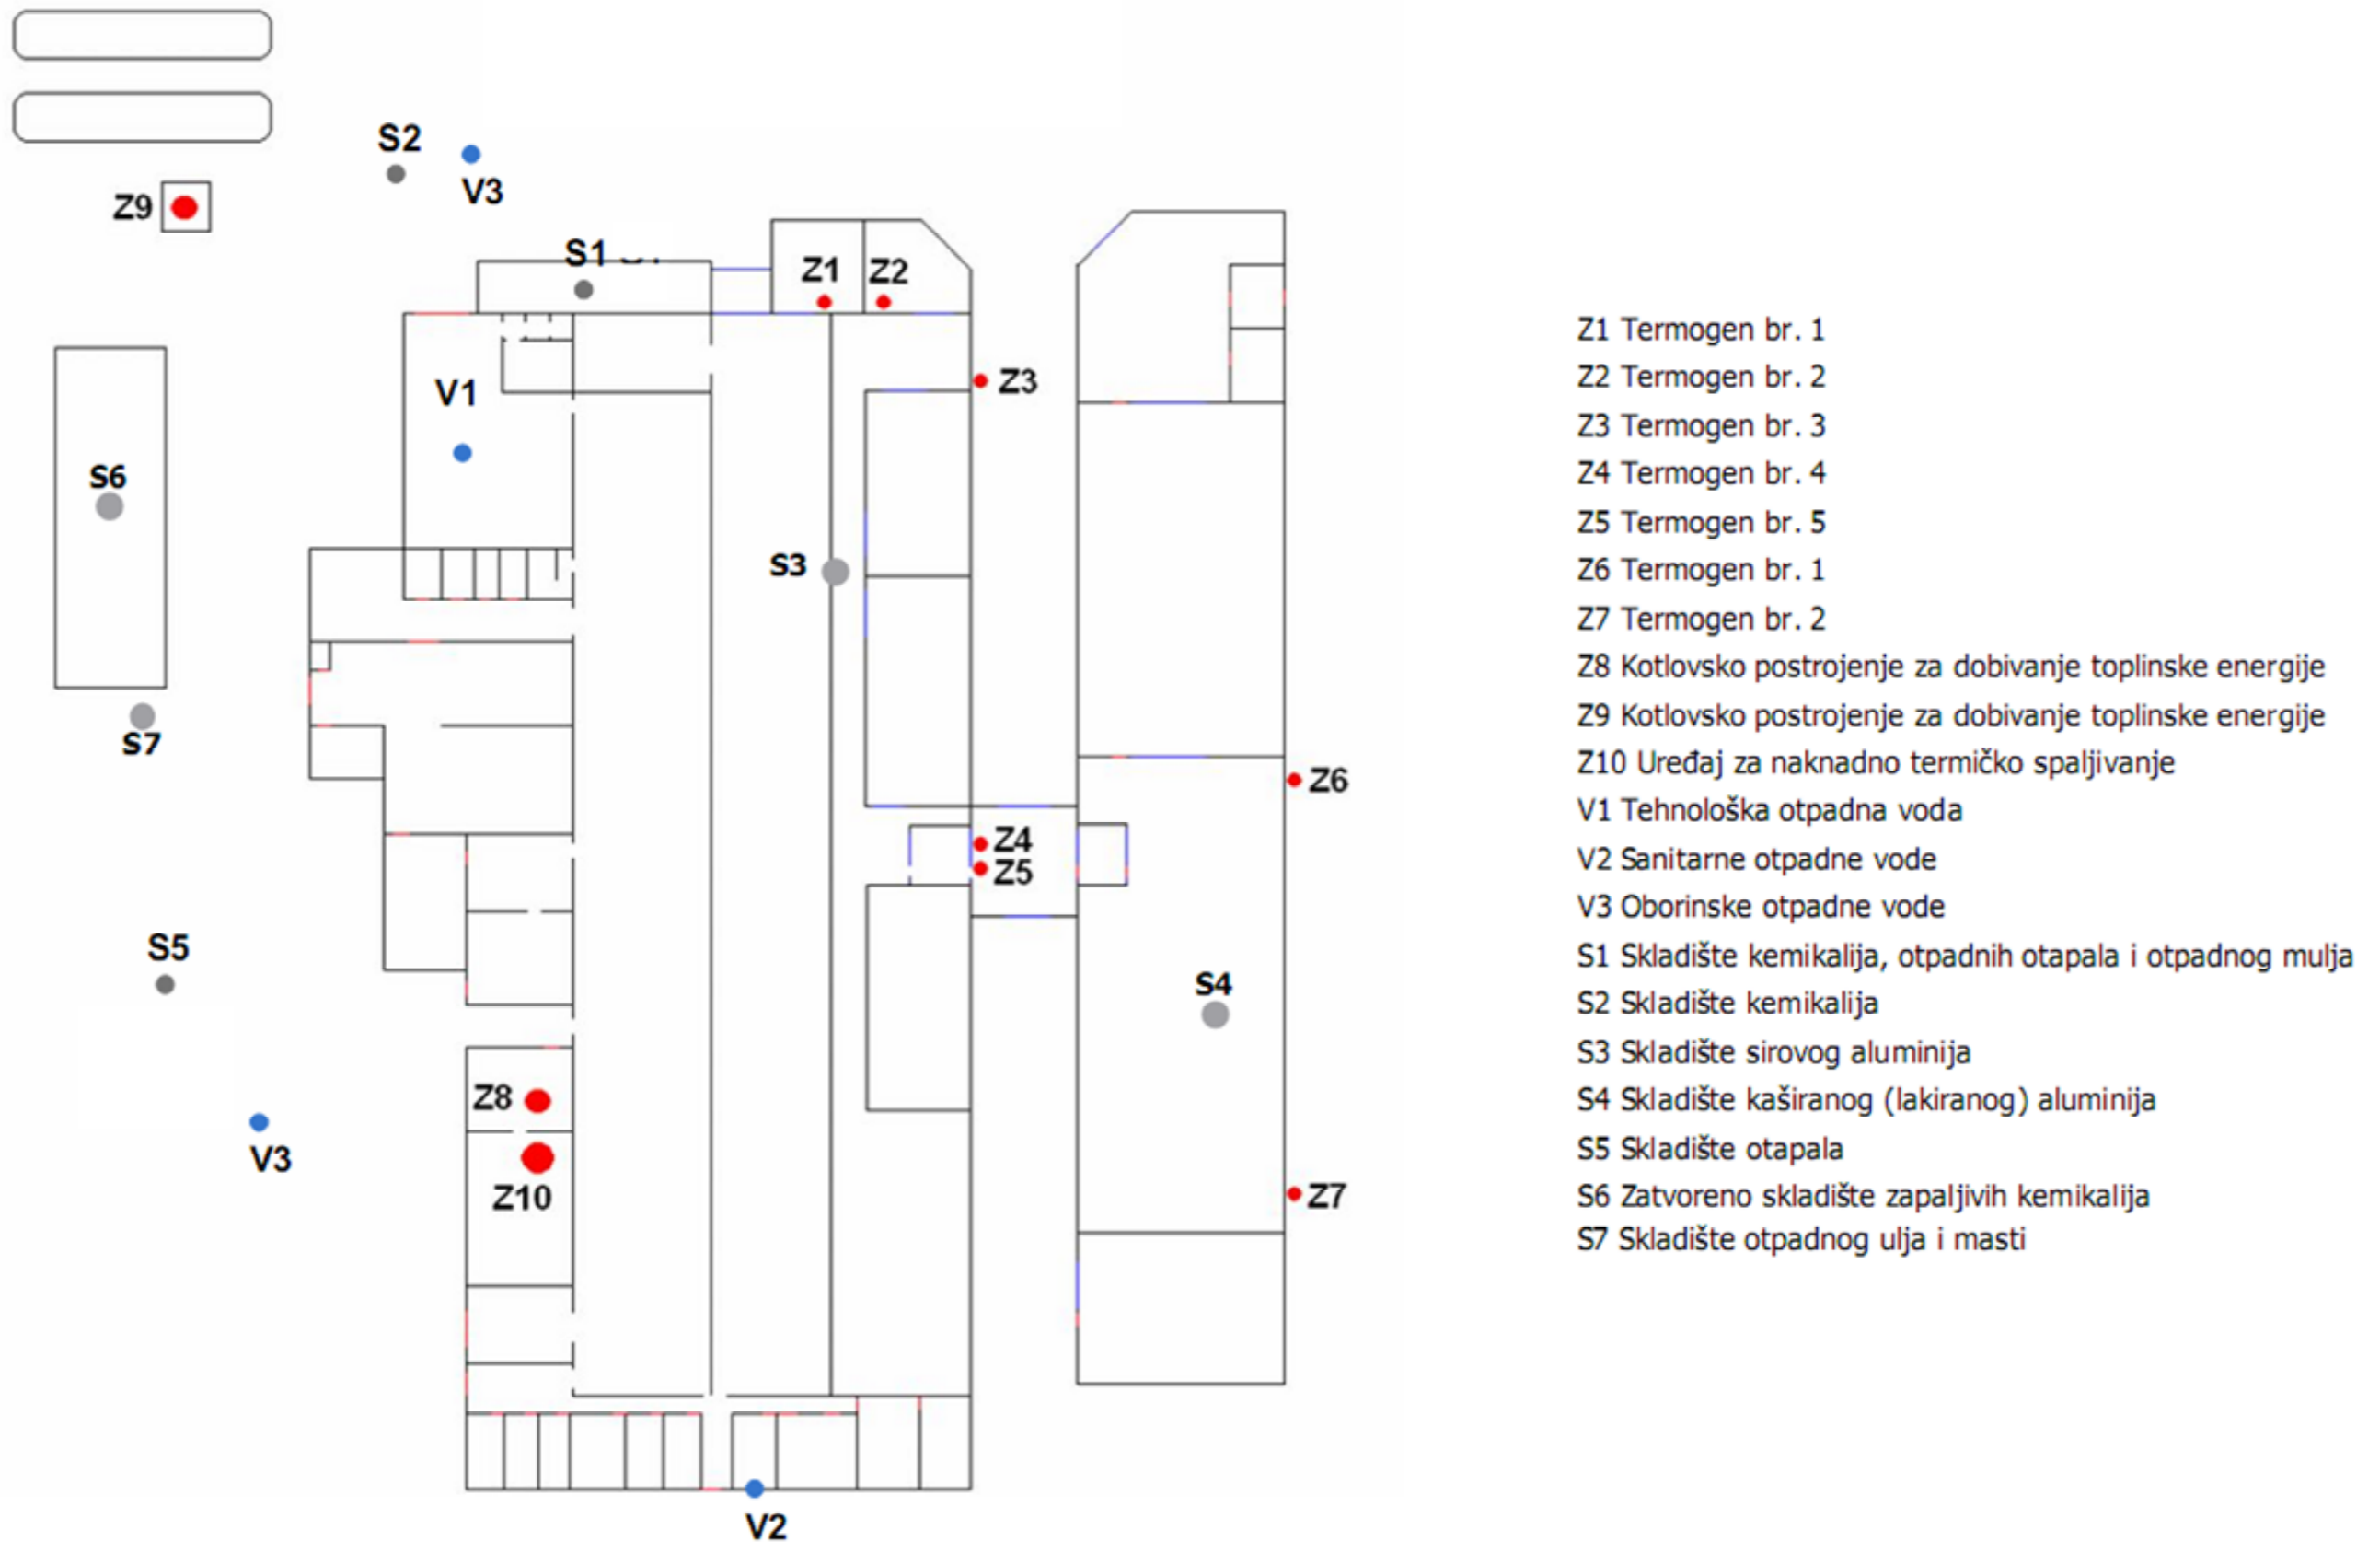 S2
V3
Z9
S1
Z1
Z2
Z3
V1
S6
S3
S7
Z6
Z4
Z5
S5
S4
Z8
V3
Z10
Z7
V2
Z1 Termogen br. 1
Z2 Termogen br. 2
Z3 Termogen br. 3
Z4 Termogen br. 4
Z5 Termogen br. 5
Z6 Termogen br. 1
Z7 Termogen br. 2
Z8 Kotlovsko postrojenje za dobivanje toplinske energije
Z9 Kotlovsko postrojenje za dobivanje toplinske energije
Z10 Uređaj za naknadno termičko spaljivanje
V1 Tehnološka otpadna voda
V2 Sanitarne otpadne vode
V3 Oborinske otpadne vode
S1 Skladište kemikalija, otpadnih otapala i otpadnog mulja
S2 Skladište kemikalija
S3 Skladište sirovog aluminija
S4 Skladište kaširanog (lakiranog) aluminija
S5 Skladište otapala
S6 Zatvoreno skladište zapaljivih kemikalija
S7 Skladište otpadnog ulja i masti